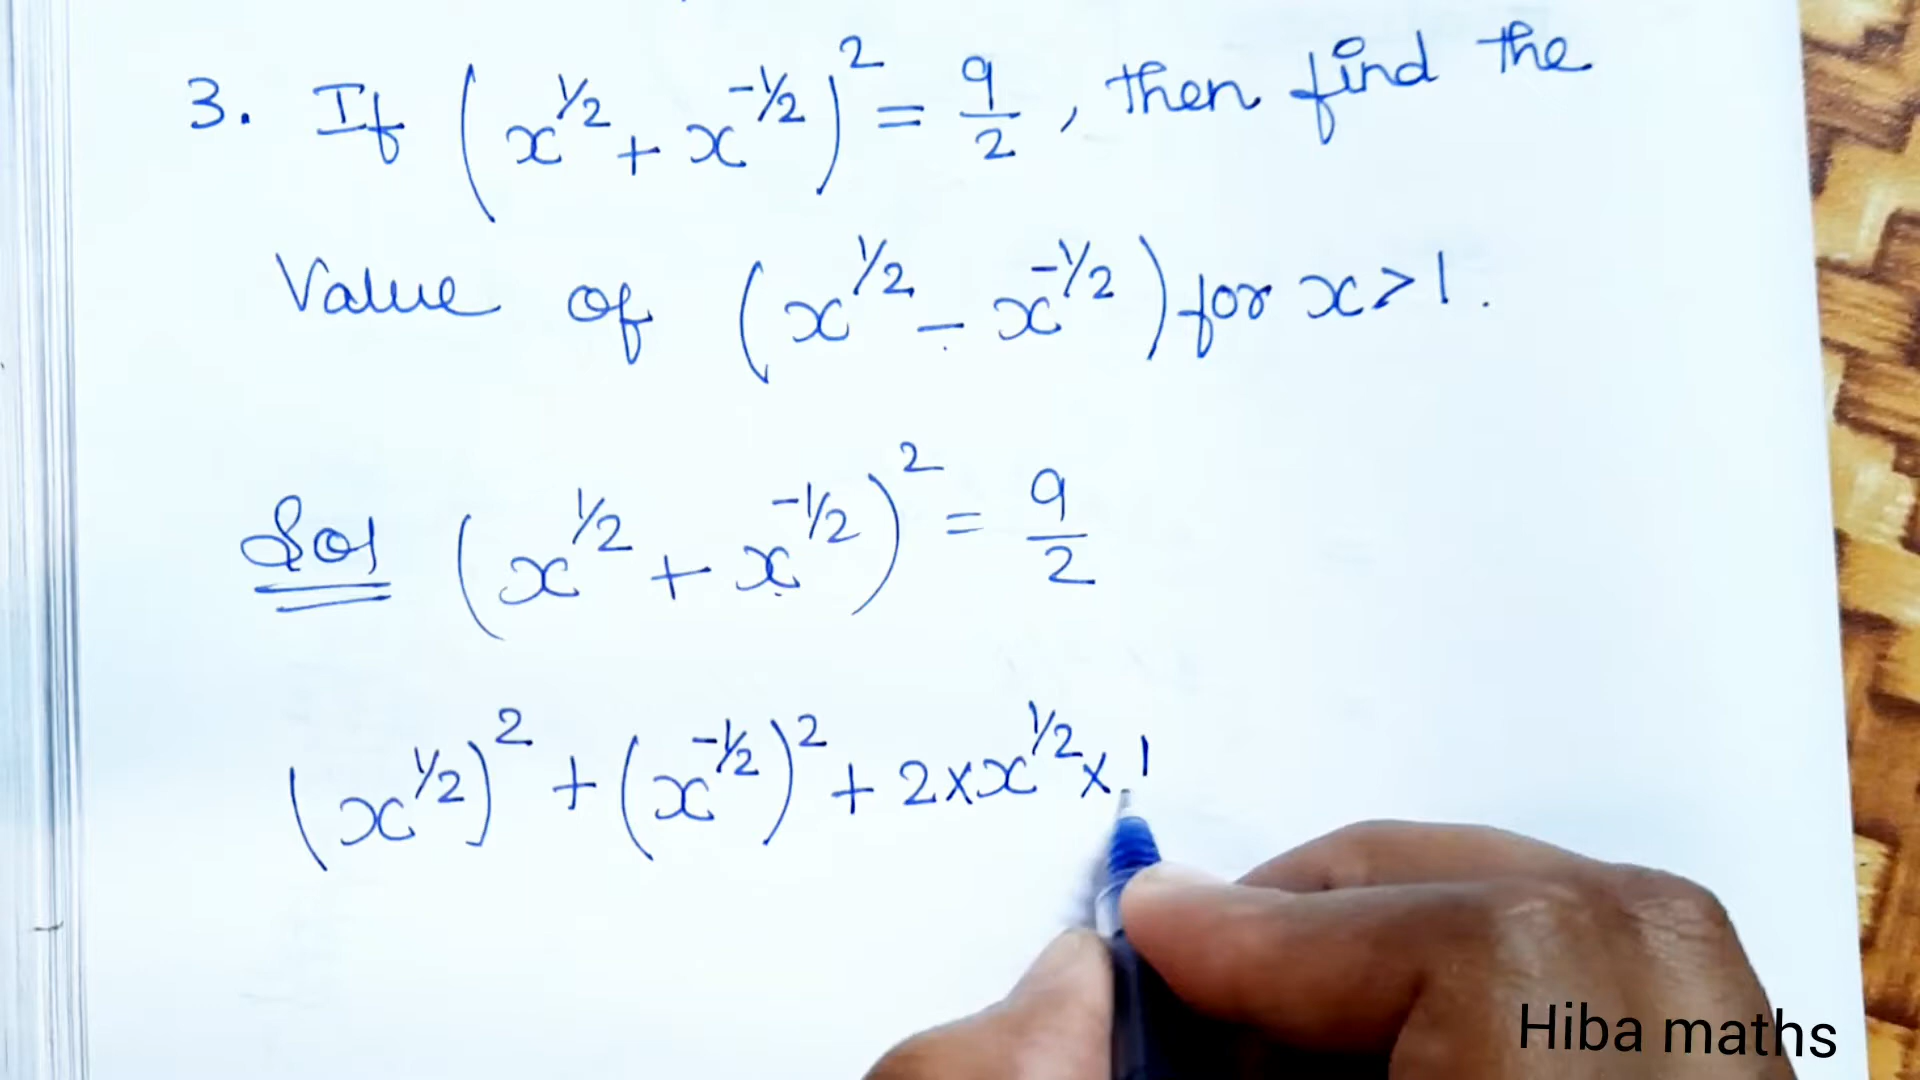 3. If (x^1/2 + x^-1/2)^2 = 9/2, then find the
Value of (x^1/2 - x^-1/2) for x > 1.
Sol (x^1/2 + x^-1/2)^2 = 9/2
(x^1/2)^2 + (x^-1/2)^2 + 2 × x^1/2 × 1
Hiba maths